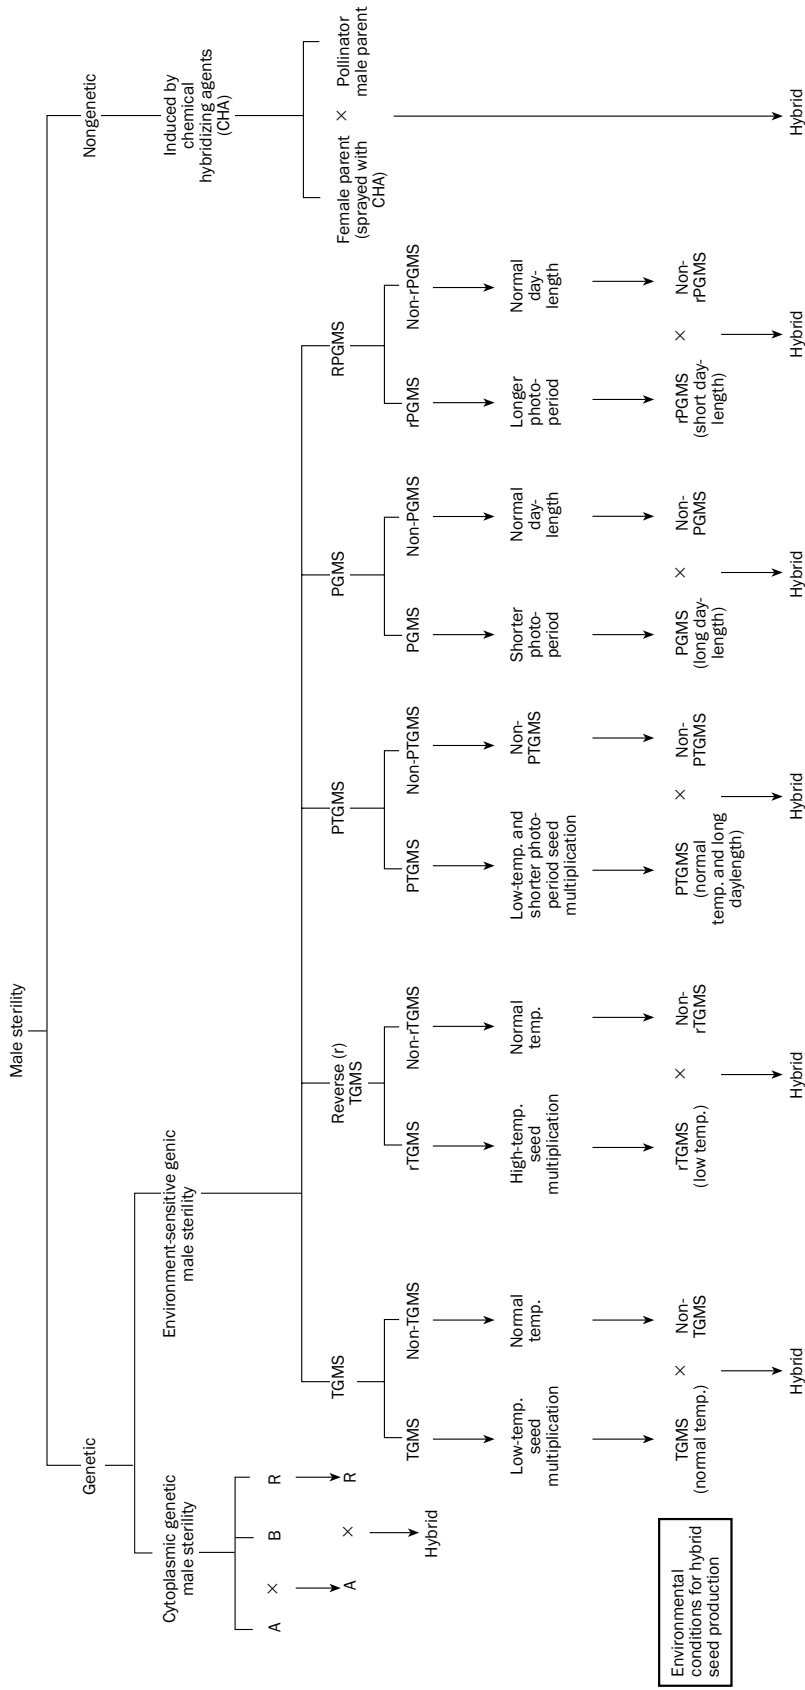 Male sterility
Genetic
Nongenetic
Cytoplasmic genetic
male sterility
Environment-sensitive genic
male sterility
Induced by
chemical
hybridizing agents
(CHA)
A
×
B
R
A
×
R
Hybrid
TGMS
Reverse (r)
TGMS
PTGMS
PGMS
RPGMS
Female parent
(sprayed with
CHA)
×
Pollinator
male parent
TGMS
Non-TGMS
rTGMS
Non-rTGMS
PTGMS
Non-PTGMS
PGMS
Non-PGMS
rPGMS
Non-rPGMS
Low-temp.
seed
multiplication
Normal
temp.
High-temp.
seed
multiplication
Normal
temp.
Low-temp. and
shorter photo-
period seed
multiplication
Non-
PTGMS
Shorter
photo-
period
Normal
day-
length
Longer
photo-
period
Normal
day-
length
Environmental
conditions for hybrid
seed production
TGMS
(normal temp.)
×
Non-
TGMS
rTGMS
(low temp.)
×
Non-
rTGMS
PTGMS
(normal
temp. and long
daylength)
×
Non-
PTGMS
PGMS
(long day-
length)
×
Non-
PGMS
rPGMS
(short day-
length)
×
Non-
rPGMS
Hybrid
Hybrid
Hybrid
Hybrid
Hybrid
Hybrid